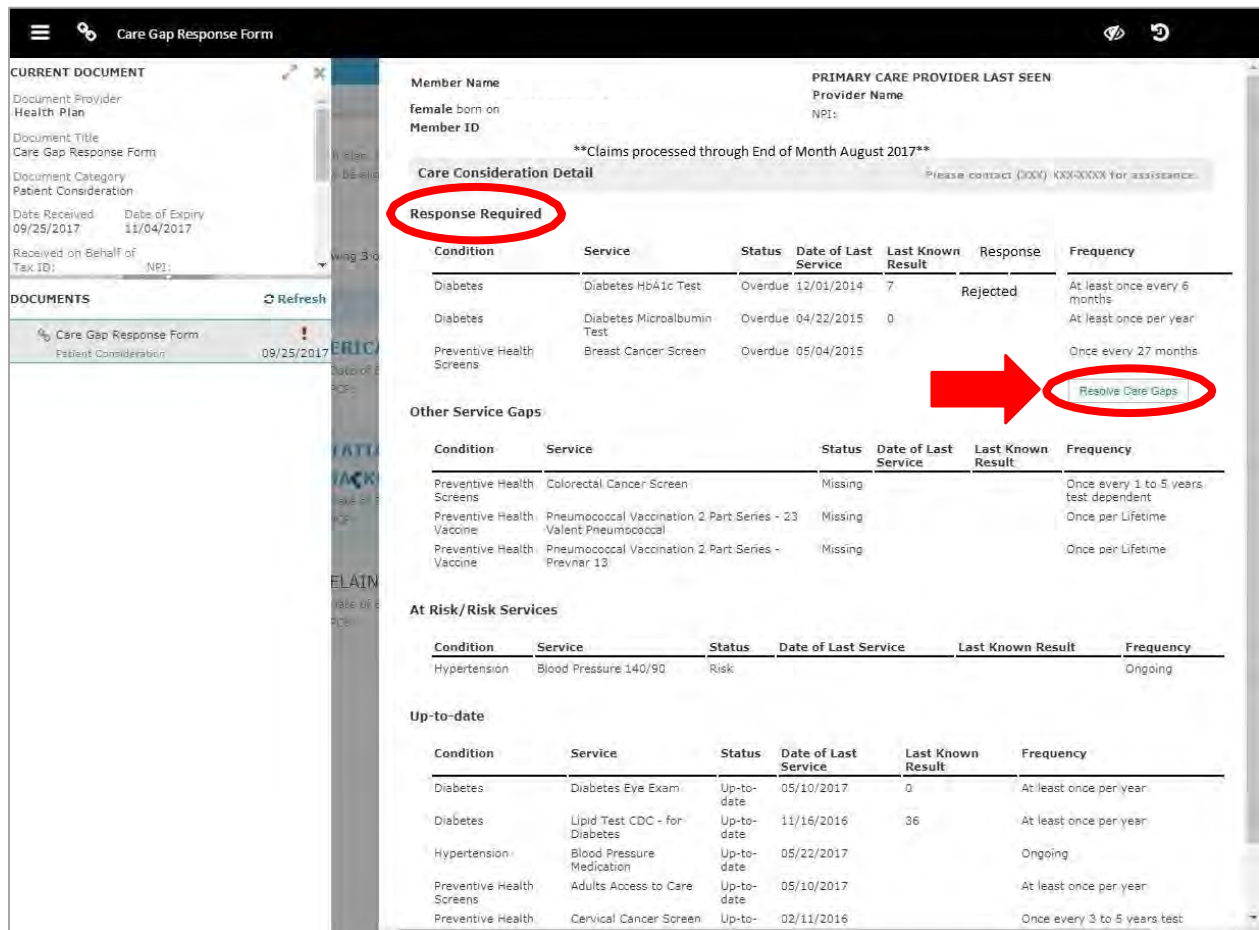 Care Gap Response Form
CURRENT DOCUMENT
Document Provider
Health Plan
Document Title
Care Gap Response Form
Document Category
Patient Consideration
Date Received Date of Expiry
09/25/2017 11/04/2017
Received on Behalf of
Tax ID: NPI:
DOCUMENTS Refresh
Care Gap Response Form !
Patient Consideration 09/25/2017
ERICA
Date of
PCP:
ELAIN
Date of
Member Name
female born on
Member ID
PRIMARY CARE PROVIDER LAST SEEN
Provider Name
NPI:
**Claims processed through End of Month August 2017**
Care Consideration Detail Please contact (XXX) XXX-XXXX for assistance.
Response Required
Condition Service Status Date of Last Last Known Response Frequency
Service Result
Diabetes Diabetes HbA1c Test Overdue 12/01/2014 7 Rejected At least once every 6
months
Diabetes Diabetes Microalbumin Overdue 04/22/2015 0 At least once per year
Test
Preventive Health Breast Cancer Screen Overdue 05/04/2015 Once every 27 months
Screens
Resolve Care Gaps
Other Service Gaps
Condition Service Status Date of Last Last Known Frequency
Service Result
Preventive Health Colorectal Cancer Screen Missing Once every 1 to 5 years
Screens test dependent
Preventive Health Pneumococcal Vaccination 2 Part Series - 23 Missing Once per Lifetime
Vaccine Valent Pneumococcal
Preventive Health Pneumococcal Vaccination 2 Part Series - Missing Once per Lifetime
Vaccine Prevnar 13
At Risk/Risk Services
Condition Service Status Date of Last Service Last Known Result Frequency
Hypertension Blood Pressure 140/90 Risk Ongoing
Up-to-date
Condition Service Status Date of Last Last Known Frequency
Service Result
Diabetes Diabetes Eye Exam Up-to- 05/10/2017 0 At least once per year
date
Diabetes Lipid Test CDC - for Up-to- 11/16/2016 36 At least once per year
Diabetes date
Hypertension Blood Pressure Up-to- 05/22/2017 Ongoing
Medication date
Preventive Health Adults Access to Care Up-to- 05/10/2017 At least once per year
Screens date
Preventive Health Cervical Cancer Screen Up-to- 02/11/2016 Once every 3 to 5 years test